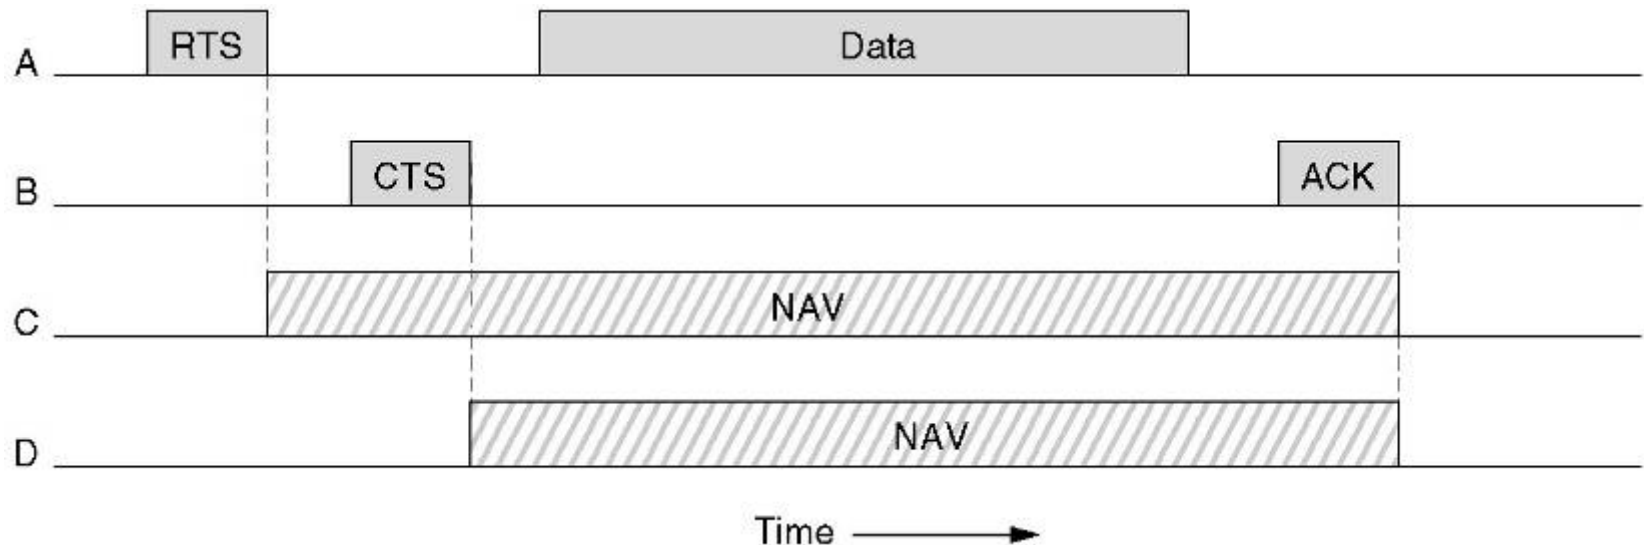 A RTS Data
B CTS ACK
C NAV
D NAV
Time